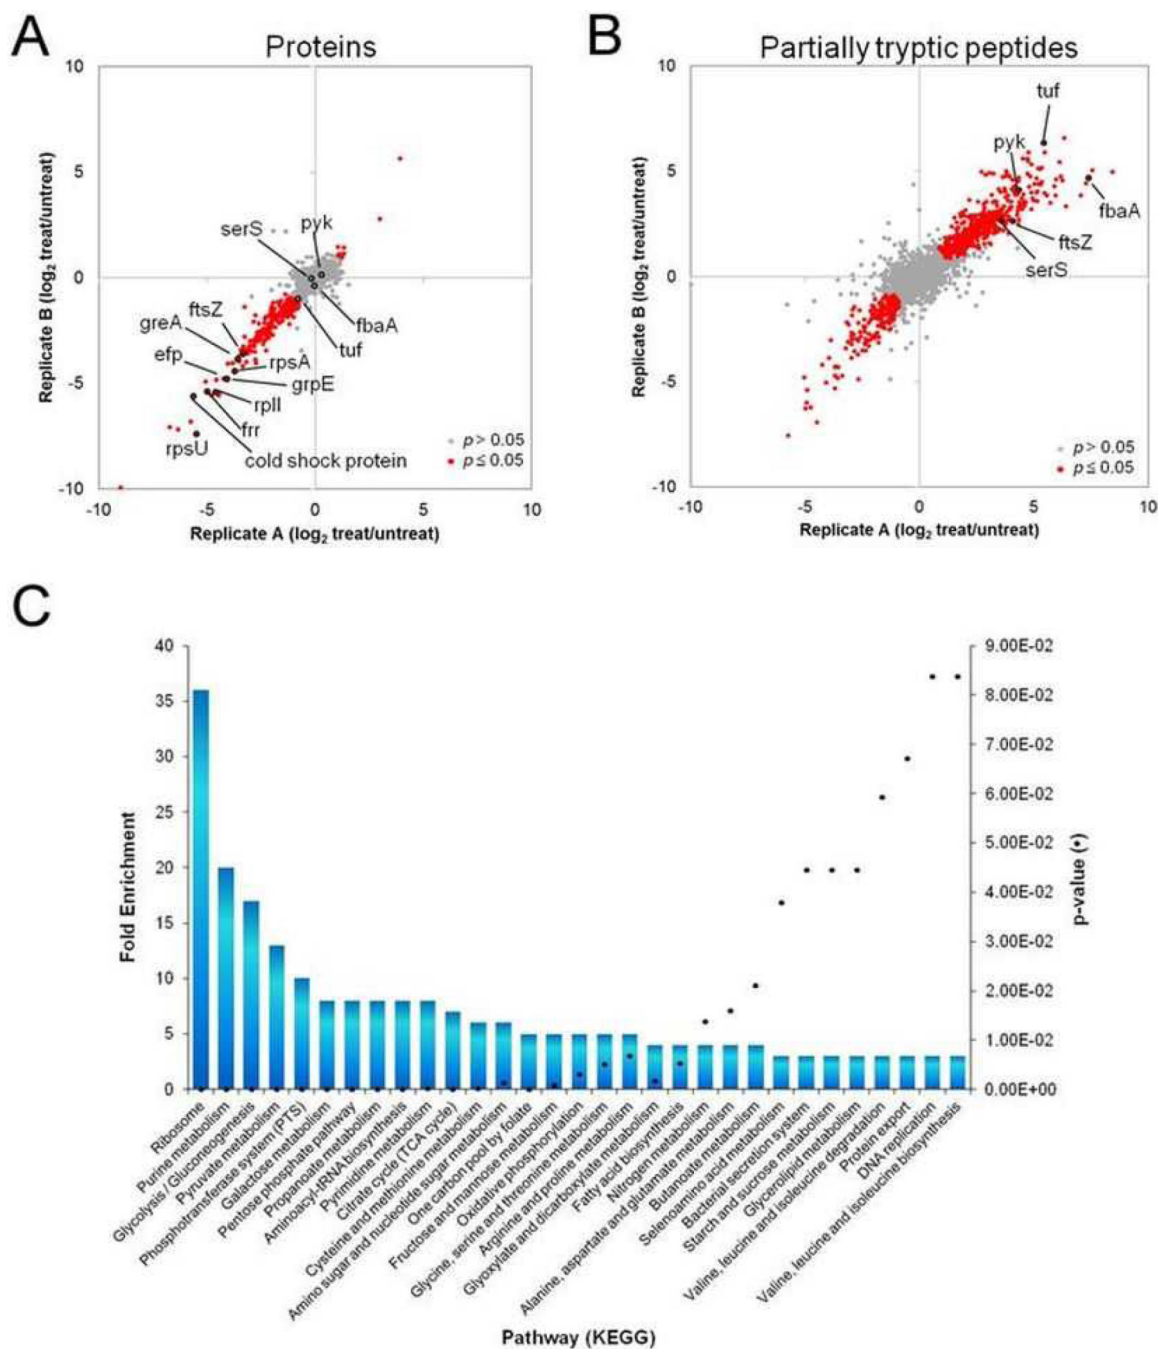 A
Proteins
10
5
0
-5
-10
-10
-5
0
5
10
Replicate B (log2 treat/untreat)
Replicate A (log2 treat/untreat)
serS
pyk
ftsZ
greA
efp
fbaA
tuf
rpsA
grpE
rplI
frr
rpsU
cold shock protein
p > 0.05
p ≤ 0.05
B
Partially tryptic peptides
10
5
0
-5
-10
-10
-5
0
5
10
Replicate B (log2 treat/untreat)
Replicate A (log2 treat/untreat)
tuf
pyk
fbaA
ftsZ
serS
p > 0.05
p ≤ 0.05
C
40
35
30
25
20
15
10
5
0
Fold Enrichment
9.00E-02
8.00E-02
7.00E-02
6.00E-02
5.00E-02
4.00E-02
3.00E-02
2.00E-02
1.00E-02
0.00E+00
p-value (•)
Ribosome
Purine metabolism
Glycolysis / Gluconeogenesis
Pyruvate metabolism
Phosphotransferase system (PTS)
Galactose metabolism
Pentose phosphate pathway
Propanoate metabolism
Aminoacyl-tRNA biosynthesis
Pyrimidine metabolism
Citrate cycle (TCA cycle)
Cysteine and methionine metabolism
Amino sugar and nucleotide sugar metabolism
One carbon pool by folate
Fructose and mannose metabolism
Oxidative phosphorylation
Glycine, serine and threonine metabolism
Arginine and proline metabolism
Glyoxylate and dicarboxylate metabolism
Fatty acid biosynthesis
Nitrogen metabolism
Alanine, aspartate and glutamate metabolism
Butanoate metabolism
Selenoamino acid metabolism
Bacterial secretion system
Starch and sucrose metabolism
Glycerolipid metabolism
Valine, leucine and isoleucine degradation
Protein export
DNA replication
Valine, leucine and isoleucine biosynthesis
Pathway (KEGG)